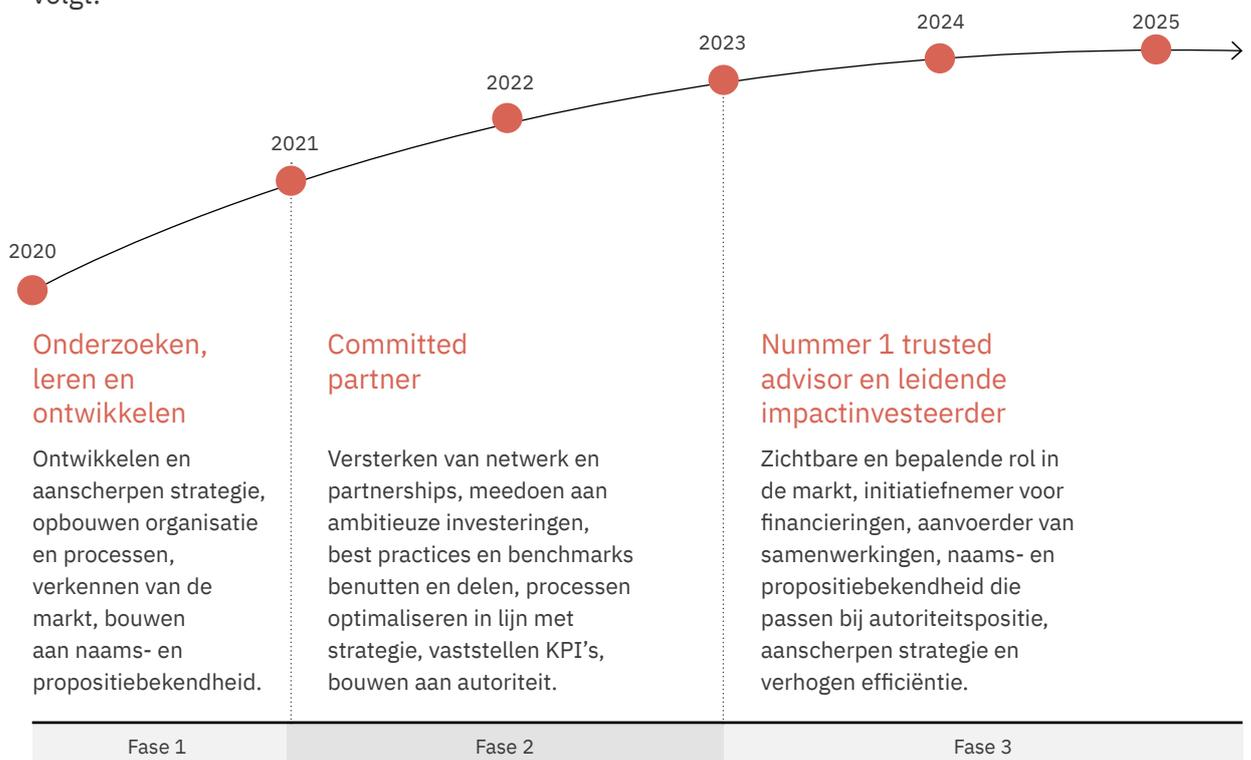 volgt:
2020
2021
2022
2023
2024
2025
Onderzoeken,
leren en
ontwikkelen
Ontwikkelen en
aanscherpen strategie,
opbouwen organisatie
en processen,
verkennen van de
markt, bouwen
aan naams- en
propositiebekendheid.
Committed
partner
Versterken van netwerk en
partnerships, meedoen aan
ambitieuze investeringen,
best practices en benchmarks
benutten en delen, processen
optimaliseren in lijn met
strategie, vaststellen KPI’s,
bouwen aan autoriteit.
Nummer 1 trusted
advisor en leidende
impactinvesteerder
Zichtbare en bepalende rol in
de markt, initiatiefnemer voor
financieringen, aanvoerder van
samenwerkingen, naams- en
propositiebekendheid die
passen bij autoriteitspositie,
aanscherpen strategie en
verhogen efficiëntie.
Fase 1
Fase 2
Fase 3